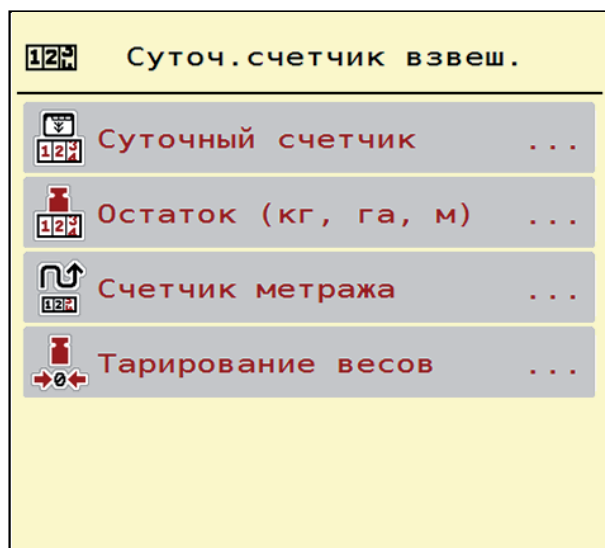 Суточ.счетчик взвеш.
Суточный счетчик ...
Остаток (кг, га, м) ...
Счетчик метража ...
Тарирование весов ...